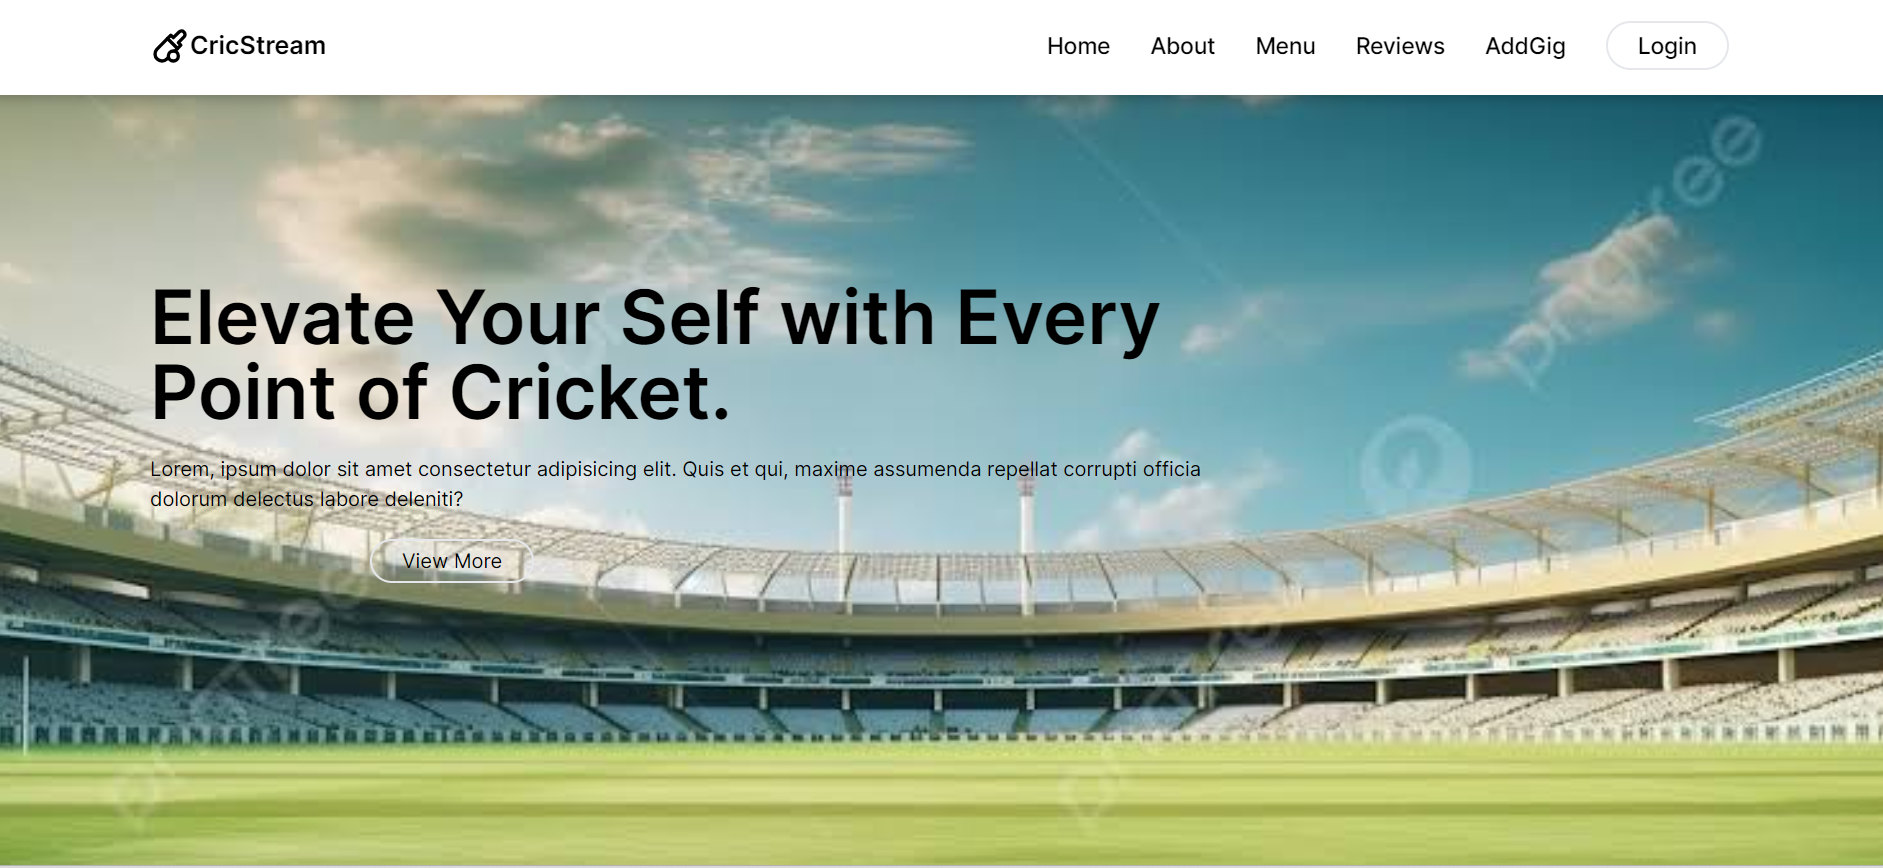 CricStream
Home About Menu Reviews AddGig Login
Elevate Your Self with Every
Point of Cricket.
Lorem, ipsum dolor sit amet consectetur adipisicing elit. Quis et qui, maxime assumenda repellat corrupti officia
dolorum delectus labore deleniti?
View More
pngtree